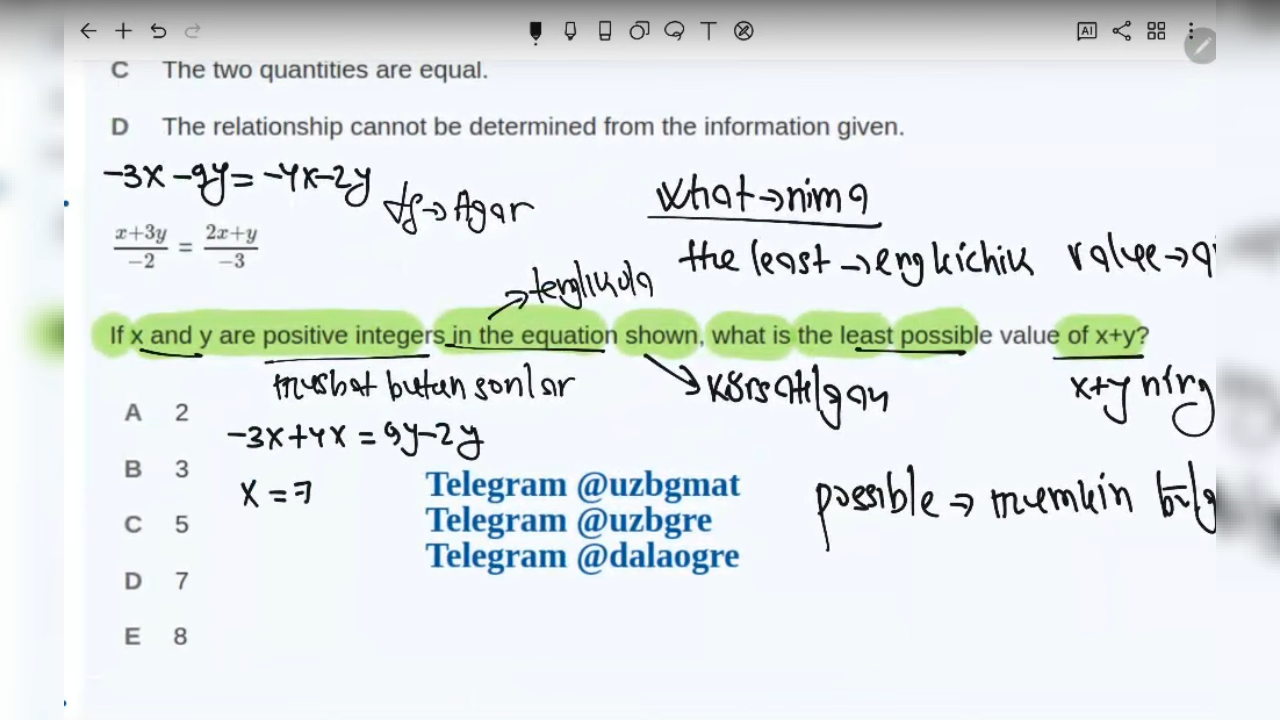 C The two quantities are equal.
D The relationship cannot be determined from the information given.
-3x-9y=-4x-2y
If→Agar
what→nima
x+3y/-2 = 2x+y/-3
the least→eng kichik value→qi
→tenglikda
If x and y are positive integers in the equation shown, what is the least possible value of x+y?
musbat butun sonlar
→Körsatilgan
x+y ning
A 2
-3x+4x=9y-2y
B 3
x=7
Telegram @uzbgmat
possible→mumkin
C 5
Telegram @uzbgre
Telegram @dalaogre
D 7
E 8